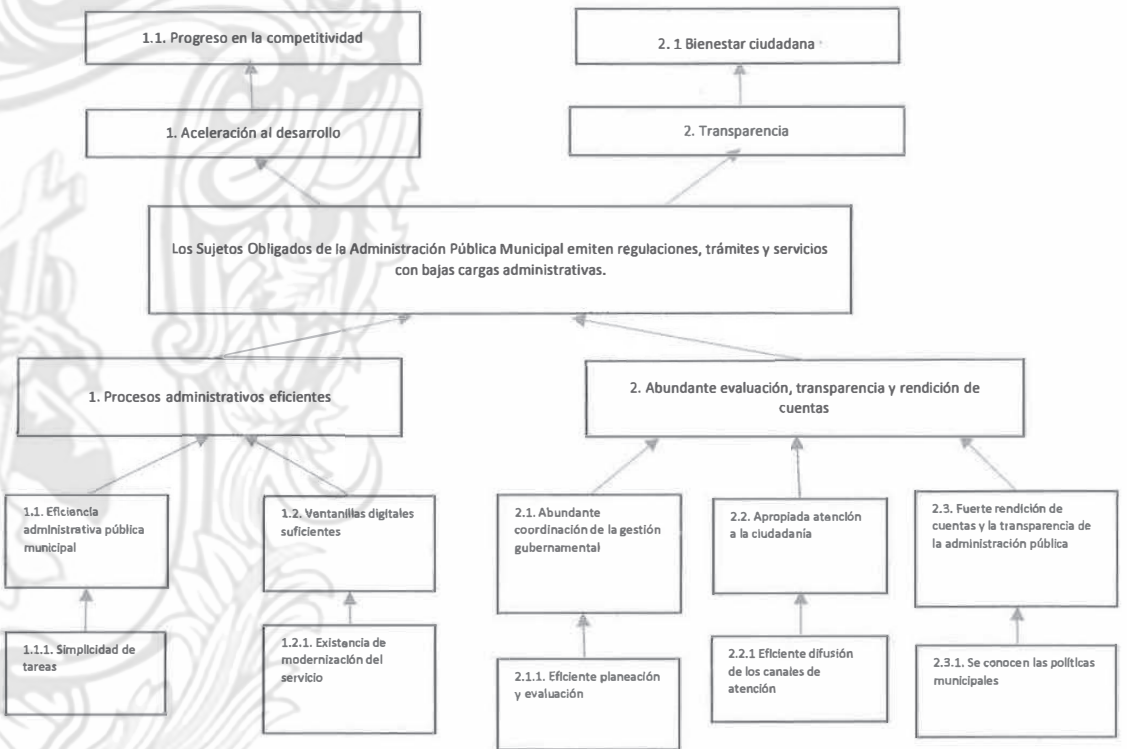 1.1. Progreso en la competitividad
2. 1 Bienestar ciudadana
1. Aceleración al desarrollo
2. Transparencia
Los Sujetos Obligados de la Administración Pública Municipal emiten regulaciones, trámites y servicios
con bajas cargas administrativas.
1. Procesos administrativos eficientes
2. Abundante evaluación, transparencia y rendición de
cuentas
1.1. Eficiencia
administrativa pública
municipal
1.2. Ventanillas digitales
suficientes
2.1. Abundante
coordinación de la gestión
gubernamental
2.2. Apropiada atención
a la ciudadanía
2.3. Fuerte rendición de
cuentas y la transparencia de
la administración pública
1.1.1. Simplicidad de
tareas
1.2.1. Existencia de
modernización del
servicio
2.1.1. Eficiente planeación
y evaluación
2.2.1 Eficiente difusión
de los canales de
atención
2.3.1. Se conocen las políticas
municipales